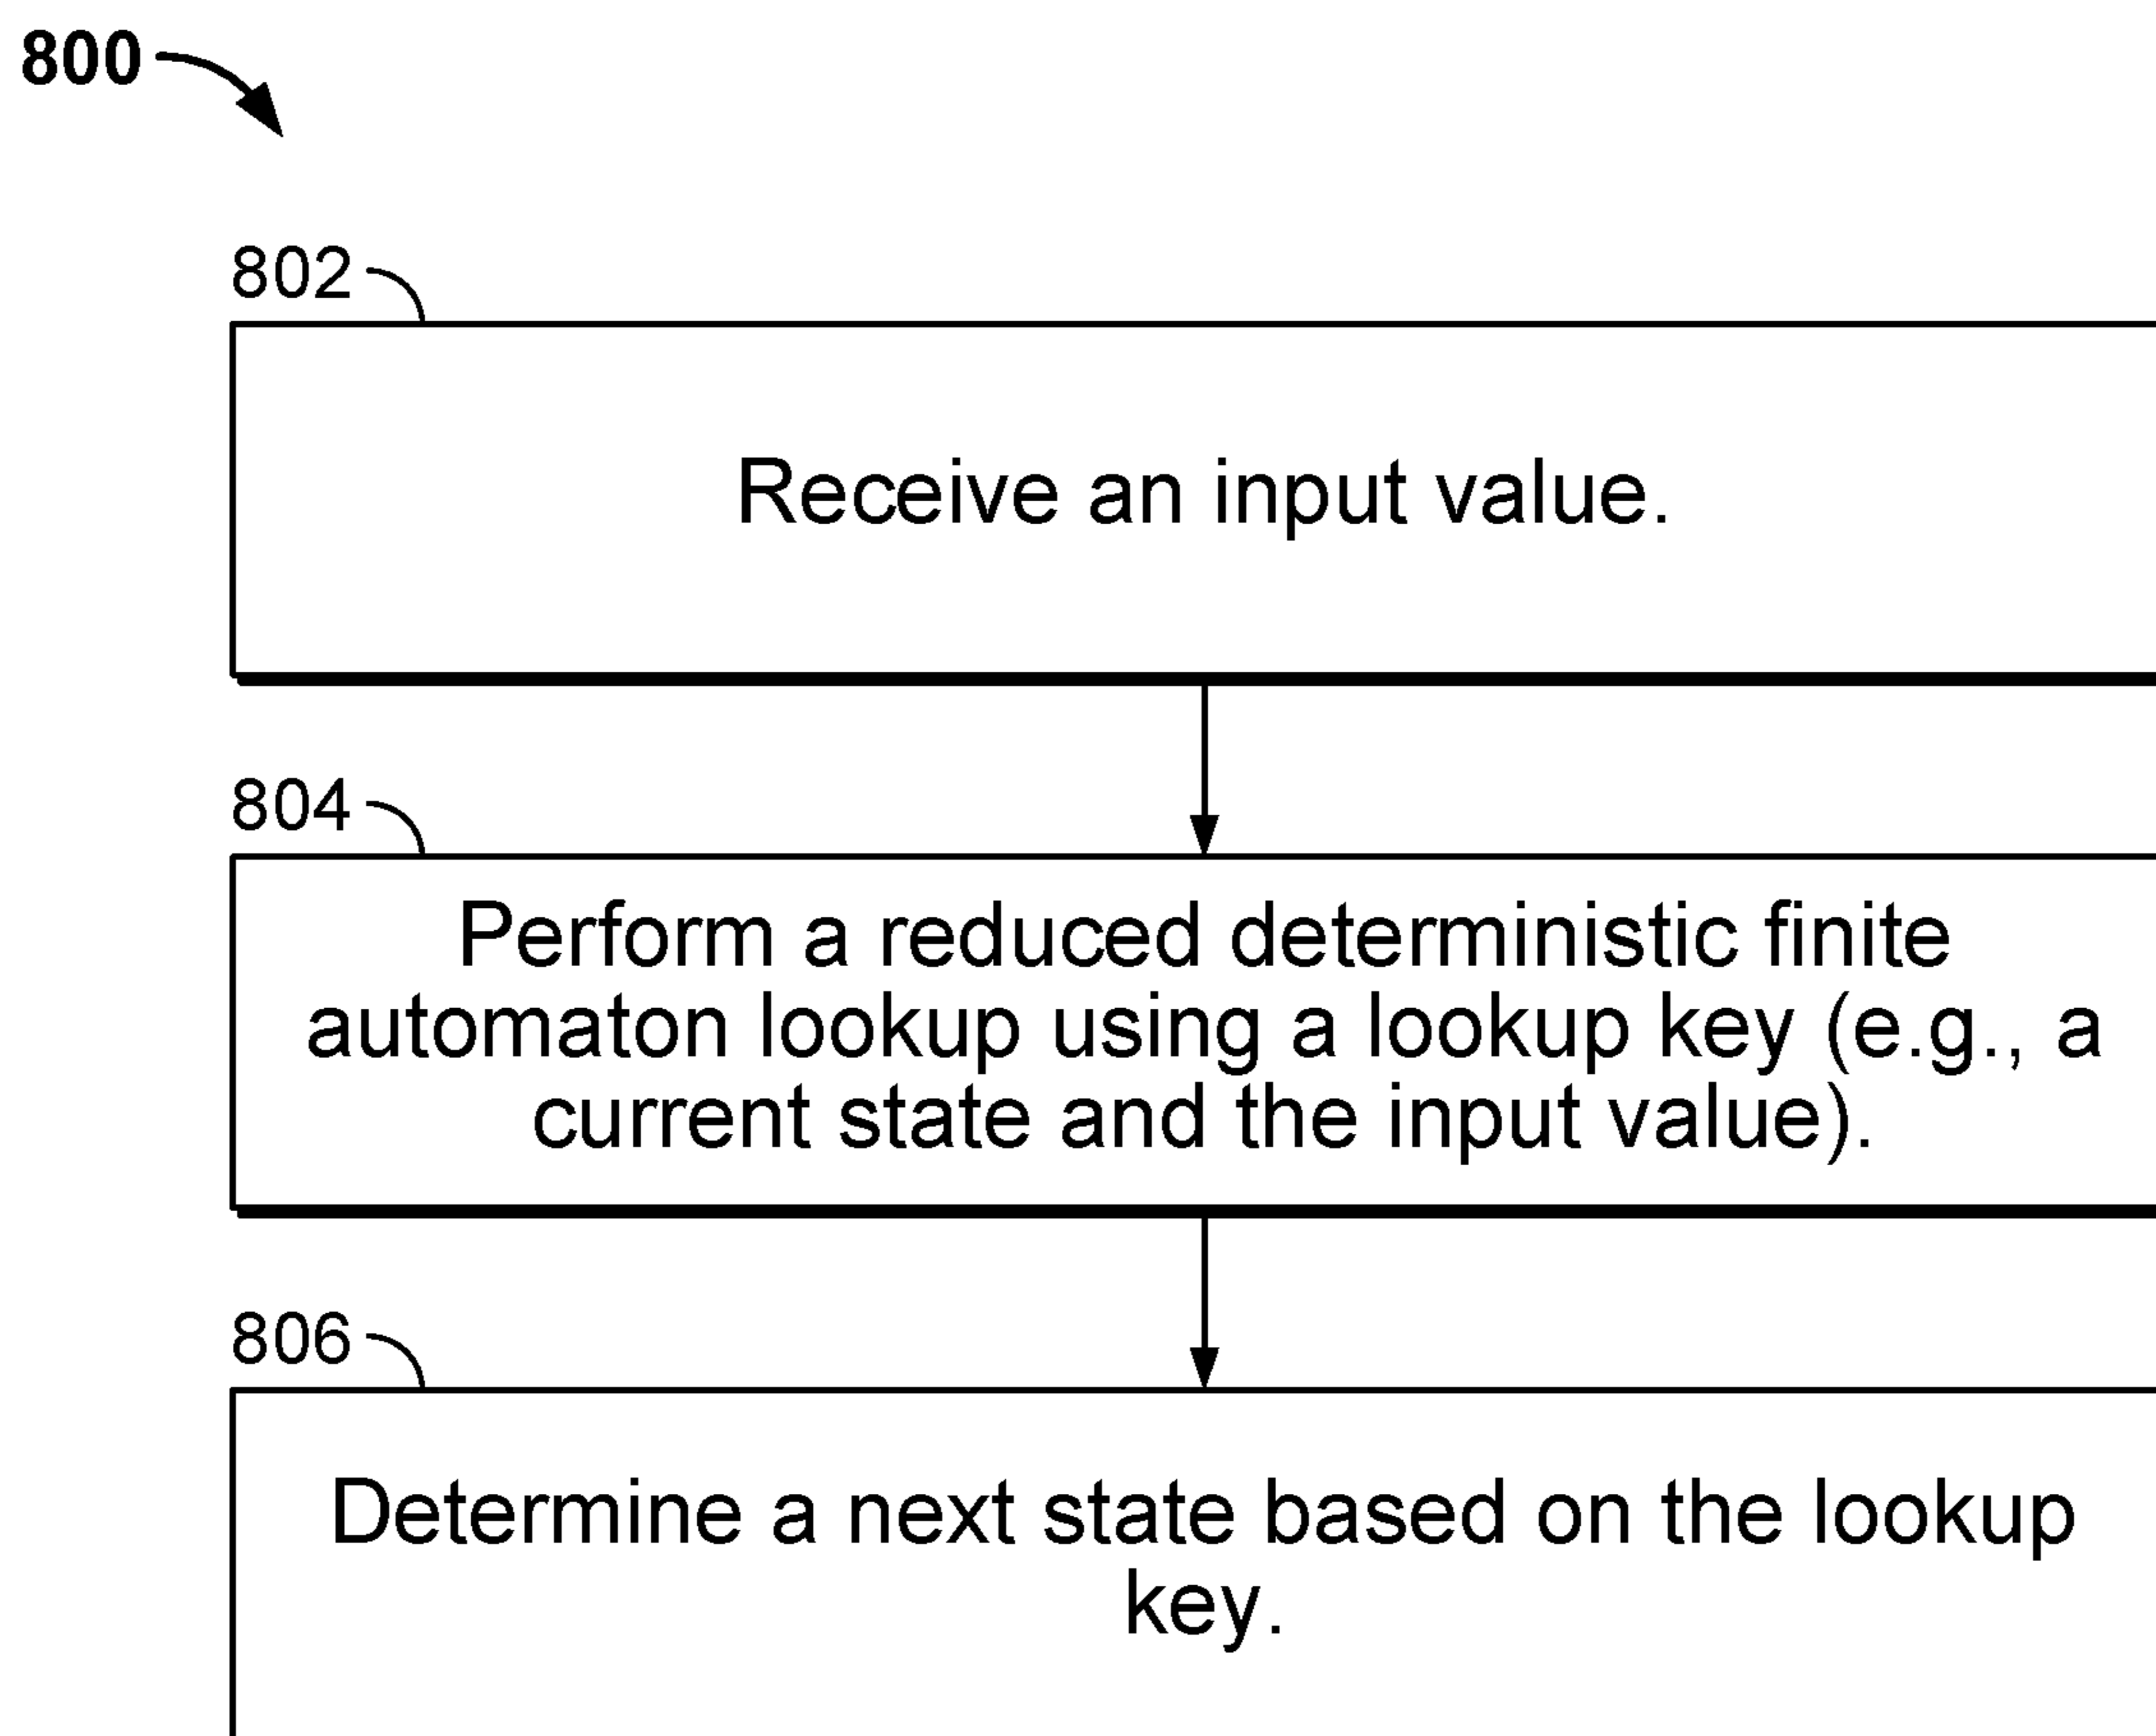 800
802
Receive an input value.
804
Perform a reduced deterministic finite
automaton lookup using a lookup key (e.g., a
current state and the input value).
806
Determine a next state based on the lookup
key.